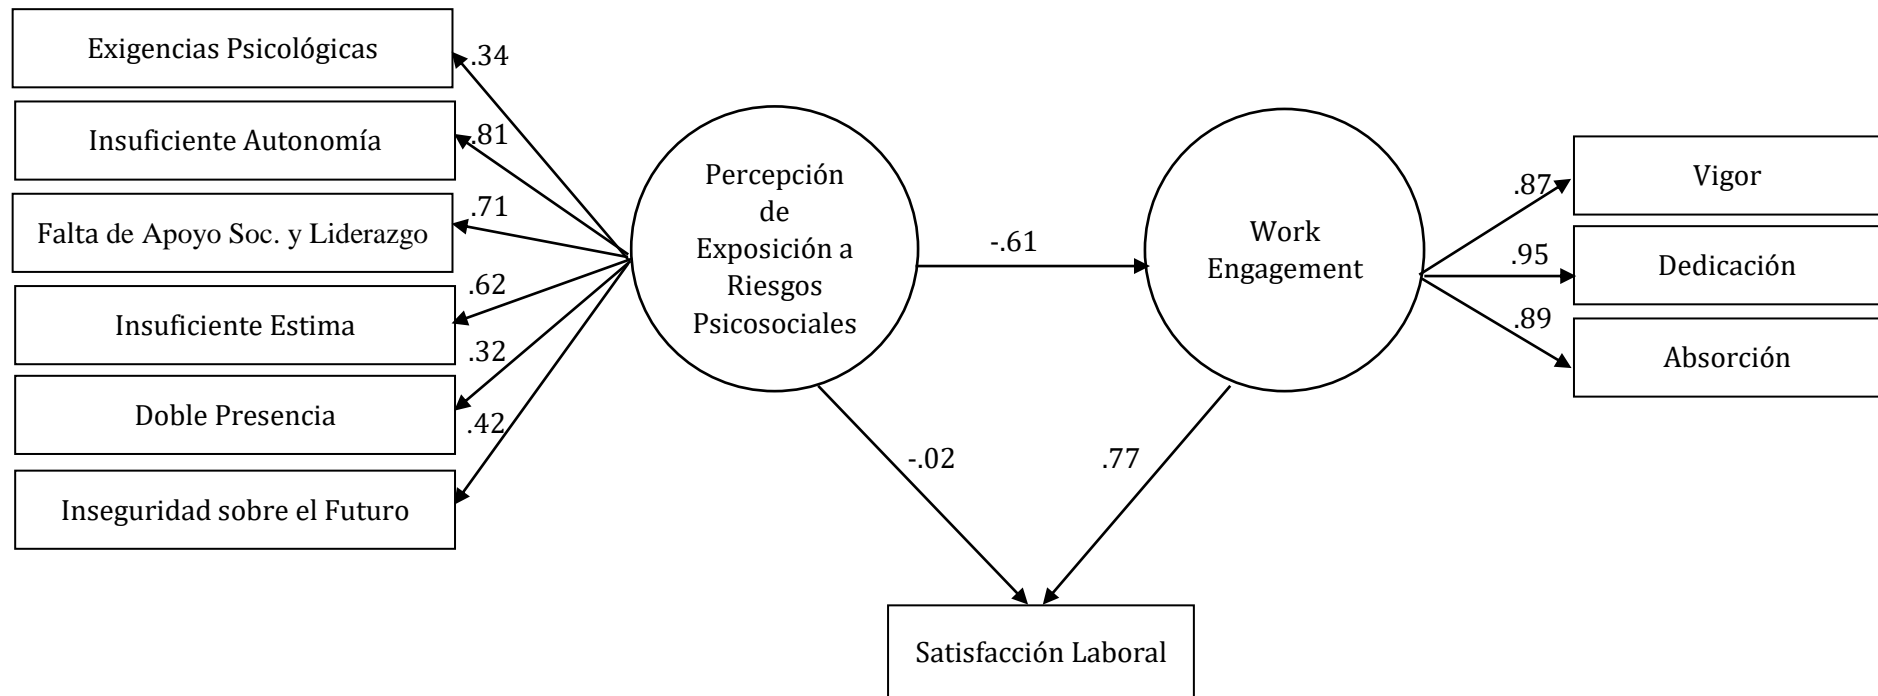 Exigencias Psicológicas
.34
Insuficiente Autonomía
.81
Falta de Apoyo Soc. y Liderazgo
.71
Insuficiente Estima
.62
Doble Presencia
.32
Inseguridad sobre el Futuro
.42
Percepción
de
Exposición a
Riesgos
Psicosociales
-.61
Work
Engagement
.87
Vigor
.95
Dedicación
.89
Absorción
-.02
.77
Satisfacción Laboral